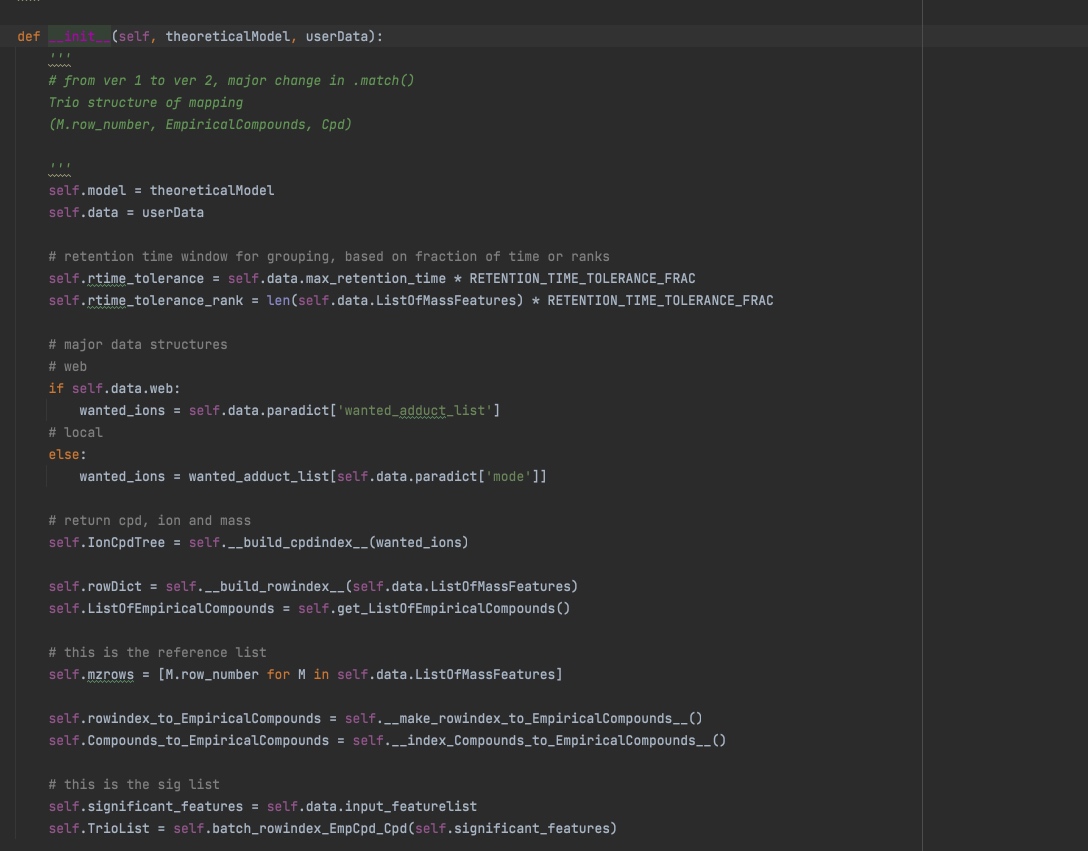 def __init__(self, theoreticalModel, userData):
'''
# from ver 1 to ver 2, major change in .match()
Trio structure of mapping
(M.row_number, EmpiricalCompounds, Cpd)
'''
self.model = theoreticalModel
self.data = userData
# retention time window for grouping, based on fraction of time or ranks
self.rtime_tolerance = self.data.max_retention_time * RETENTION_TIME_TOLERANCE_FRAC
self.rtime_tolerance_rank = len(self.data.ListOfMassFeatures) * RETENTION_TIME_TOLERANCE_FRAC
# major data structures
# web
if self.data.web:
wanted_ions = self.data.paradict['wanted_adduct_list']
# local
else:
wanted_ions = wanted_adduct_list[self.data.paradict['mode']]
# return cpd, ion and mass
self.IonCpdTree = self.__build_cpdindex__(wanted_ions)
self.rowDict = self.__build_rowindex__(self.data.ListOfMassFeatures)
self.ListOfEmpiricalCompounds = self.get_ListOfEmpiricalCompounds()
# this is the reference list
self.mzrows = [M.row_number for M in self.data.ListOfMassFeatures]
self.rowindex_to_EmpiricalCompounds = self.__make_rowindex_to_EmpiricalCompounds__()
self.Compounds_to_EmpiricalCompounds = self.__index_Compounds_to_EmpiricalCompounds__()
# this is the sig list
self.significant_features = self.data.input_featurelist
self.TrioList = self.batch_rowindex_EmpCpd_Cpd(self.significant_features)